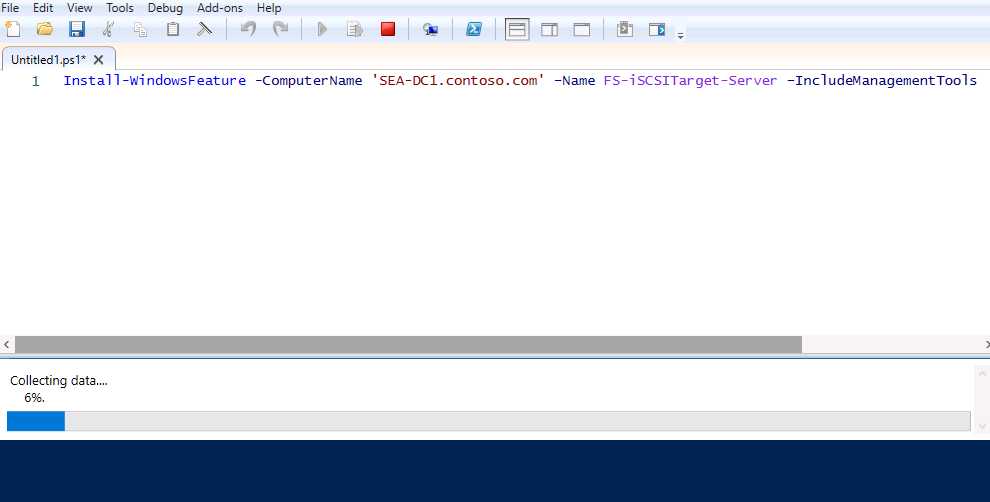 File Edit View Tools Debug Add-ons Help
Untitled1.ps1*
1 Install-WindowsFeature -ComputerName 'SEA-DC1.contoso.com' -Name FS-iSCSITarget-Server -IncludeManagementTools
Collecting data....
6%.